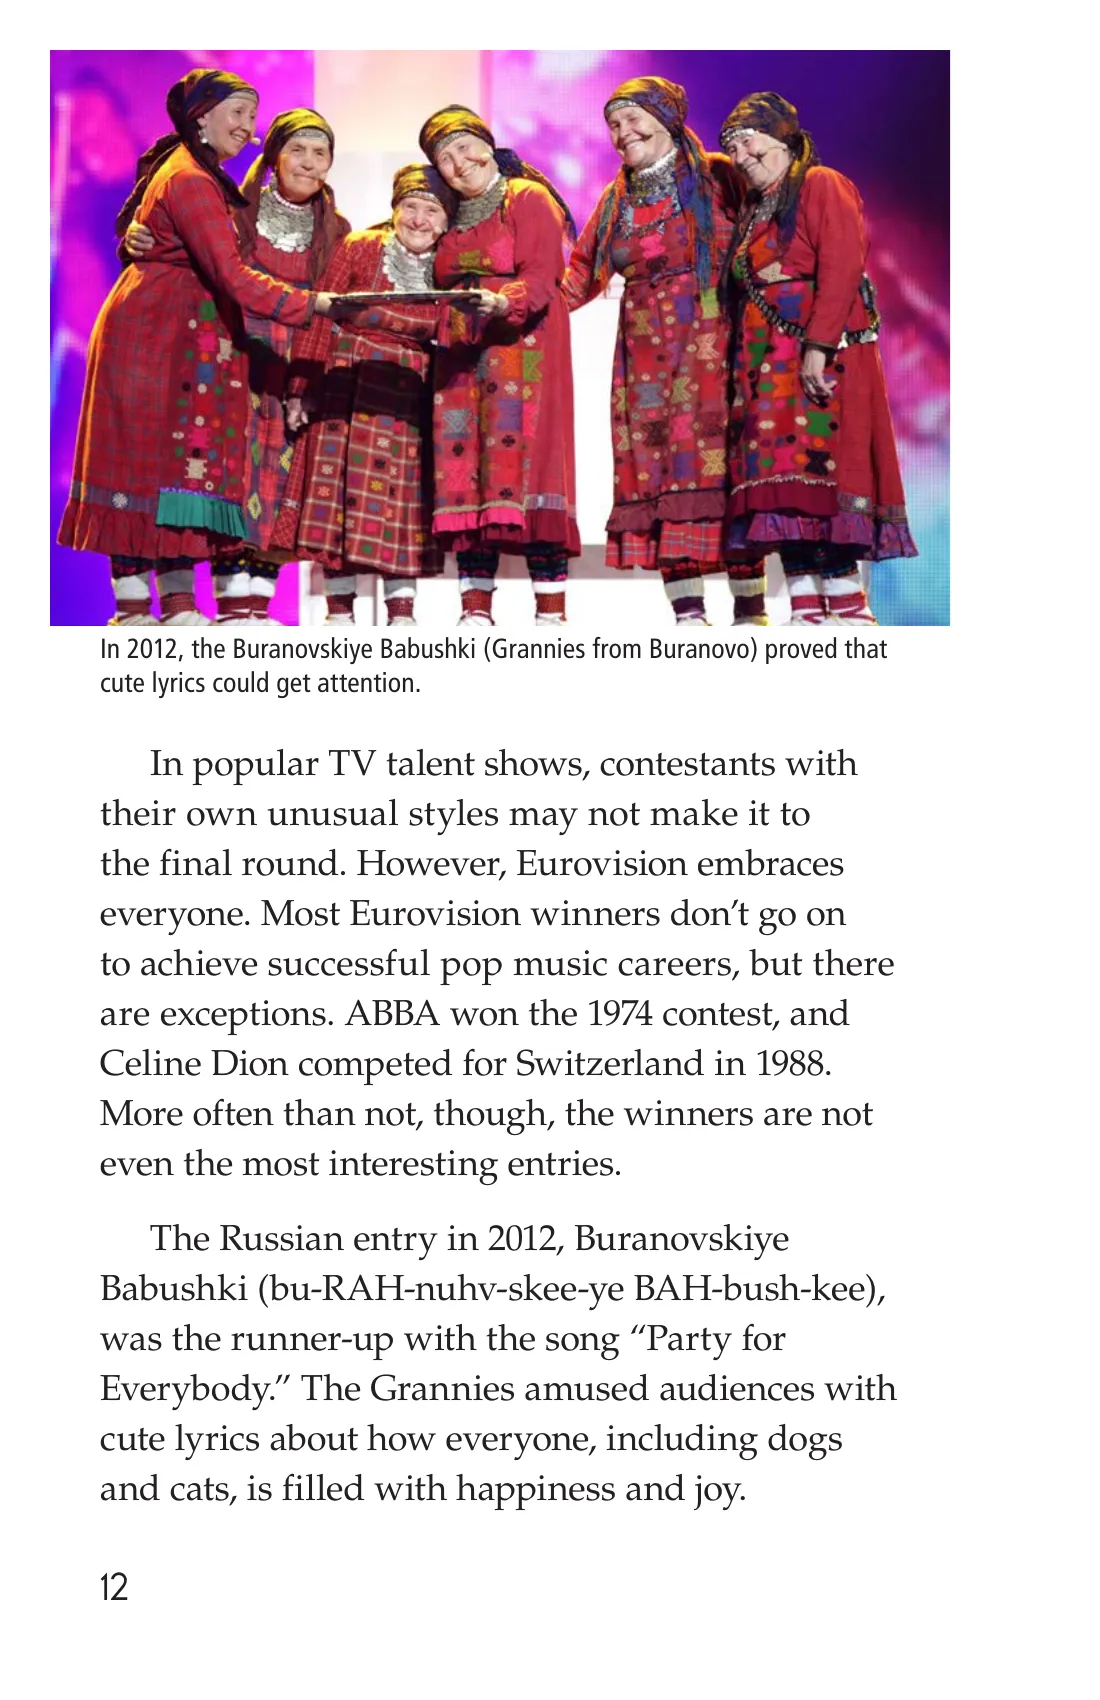 In 2012, the Buranovskiye Babushki (Grannies from Buranovo) proved that
cute lyrics could get attention.
In popular TV talent shows, contestants with
their own unusual styles may not make it to
the final round. However, Eurovision embraces
everyone. Most Eurovision winners don’t go on
to achieve successful pop music careers, but there
are exceptions. ABBA won the 1974 contest, and
Celine Dion competed for Switzerland in 1988.
More often than not, though, the winners are not
even the most interesting entries.
The Russian entry in 2012, Buranovskiye
Babushki (bu-RAH-nuhv-skee-ye BAH-bush-kee),
was the runner-up with the song “Party for
Everybody.” The Grannies amused audiences with
cute lyrics about how everyone, including dogs
and cats, is filled with happiness and joy.
12